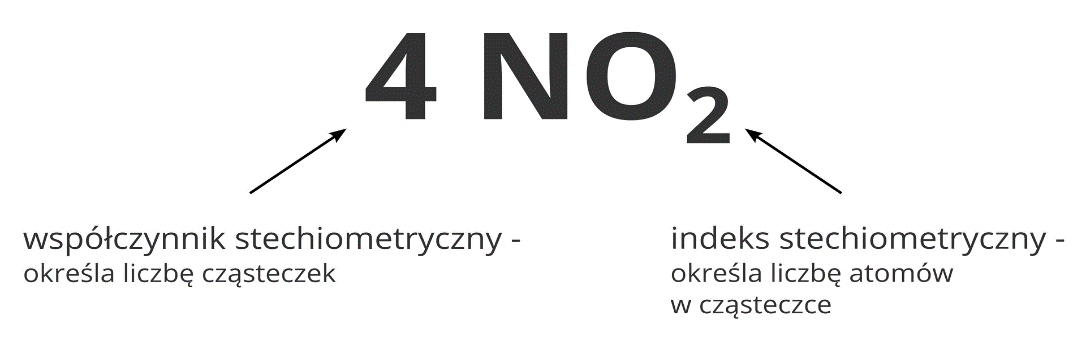 4 NO₂
współczynnik stechiometryczny -
określa liczbę cząsteczek
indeks stechiometryczny -
określa liczbę atomów
w cząsteczce